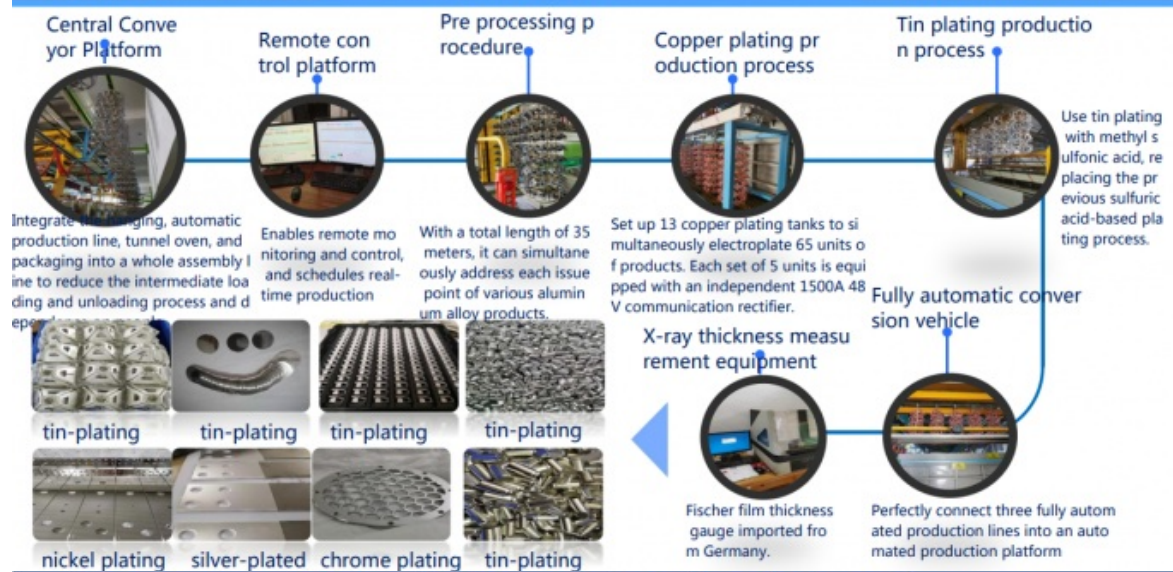 Central Conve
yor Platform
Integrate the hanging, automatic
production line, tunnel oven, and
packaging into a whole assembly l
ine to reduce the intermediate loa
ding and unloading process and d
Remote con
trol platform
Enables remote mo
nitoring and control,
and schedules real-
time production
Pre processing p
rocedure
With a total length of 35
meters, it can simultane
ously address each issue
point of various alumin
um alloy products.
Copper plating pr
oduction process
Set up 13 copper plating tanks to si
multaneously electroplate 65 units o
f products. Each set of 5 units is equi
pped with an independent 1500A 48
V communication rectifier.
Tin plating productio
n process
Use tin plating
with methyl s
ulfonic acid, re
placing the pr
evious sulfuric
acid-based pla
ting process.
Fully automatic conver
sion vehicle
Perfectly connect three fully autom
ated production lines into an auto
mated production platform
X-ray thickness measu
rement equipment
Fischer film thickness
gauge imported fro
m Germany.
tin-plating
tin-plating
tin-plating
tin-plating
nickel plating
silver-plated
chrome plating
tin-plating